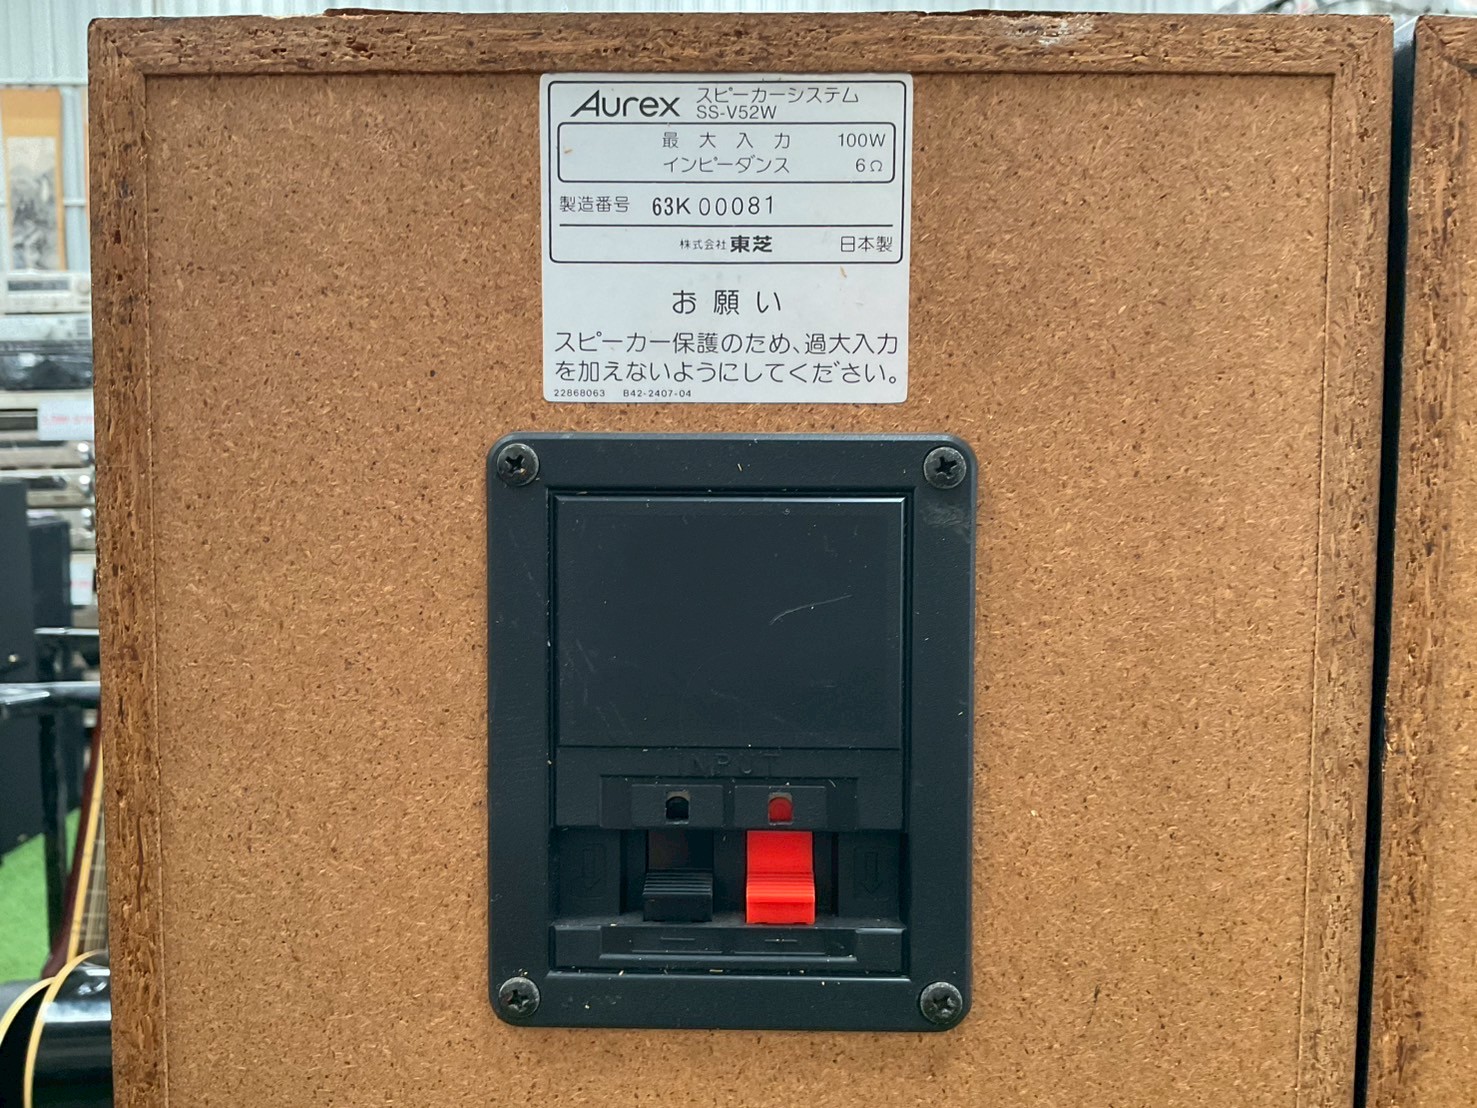 Aurex スピーカーシステム
SS-V52W
最大入力 100W
インピーダンス 6Ω
製造番号 63K00081
株式会社 東芝 日本製
お願い
スピーカー保護のため、過大入力
を加えないようにしてください。
22868063 B42-2407-04
INPUT